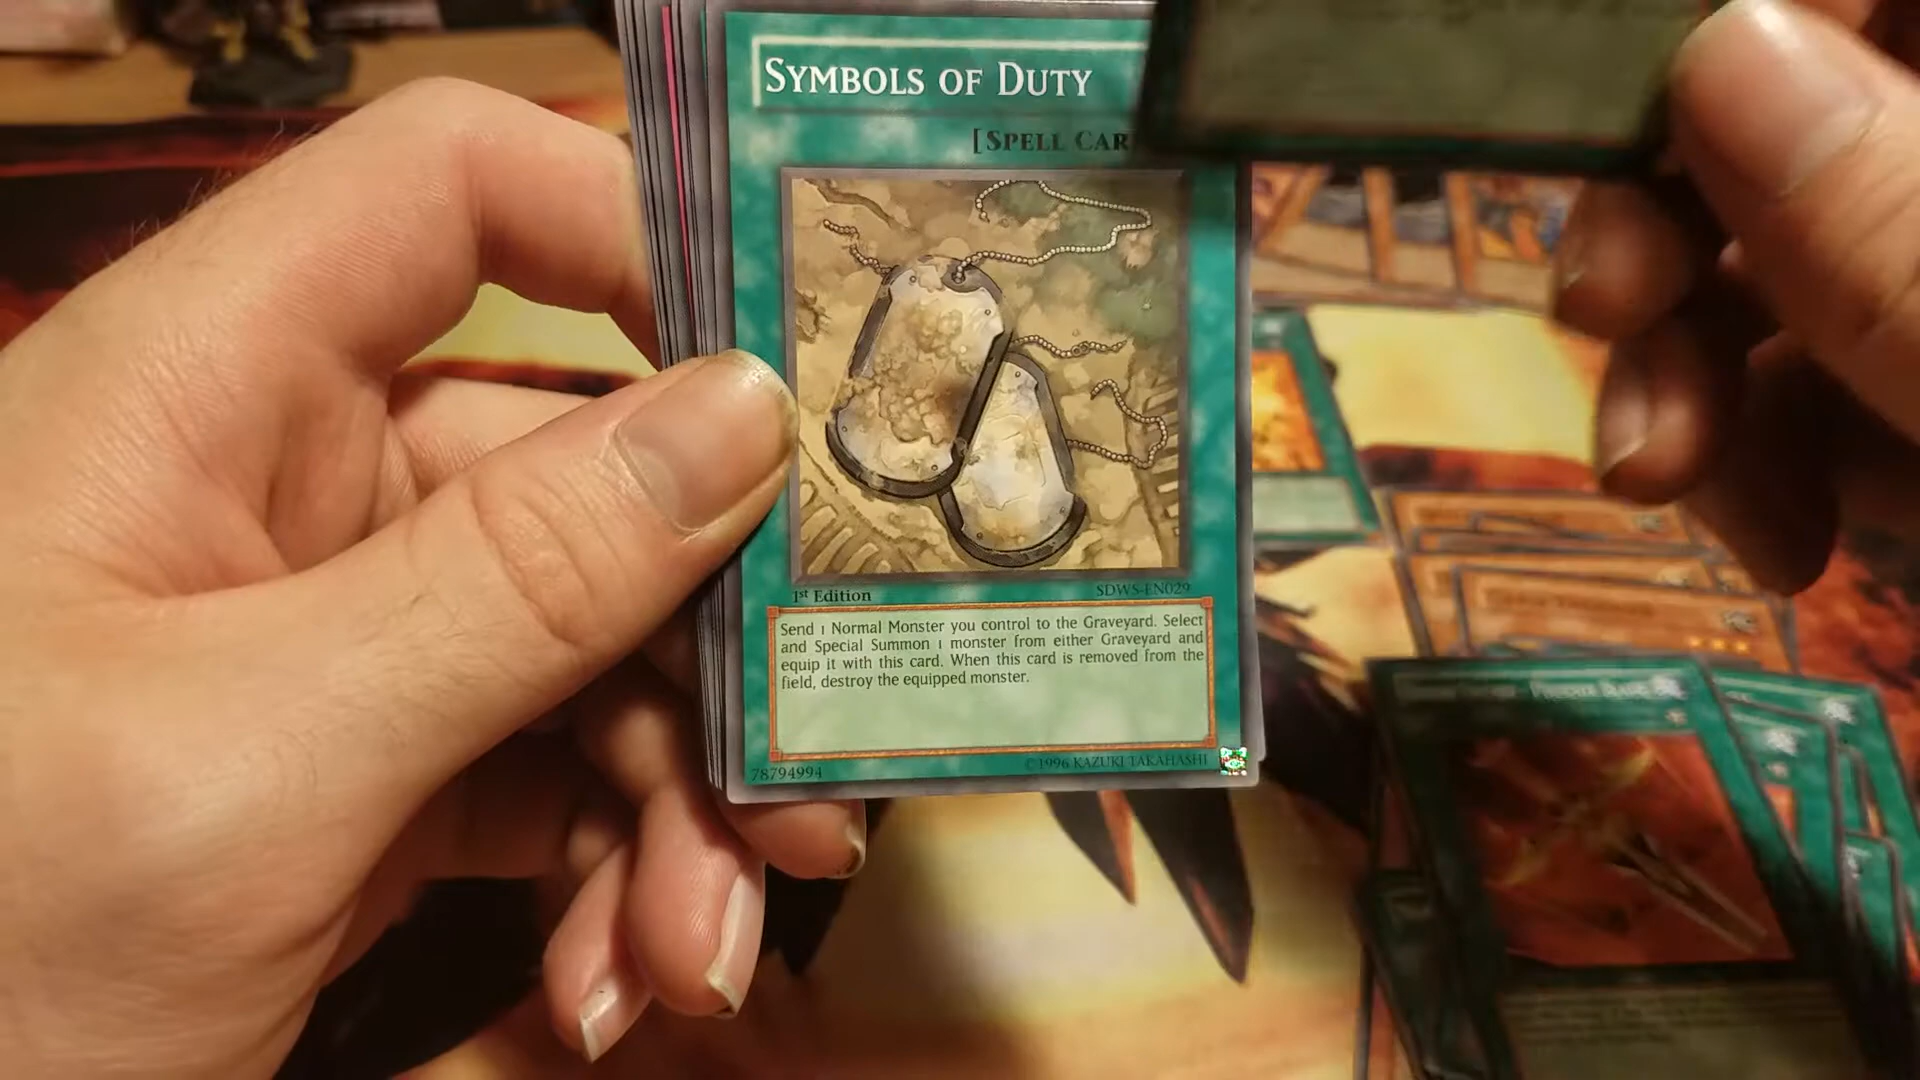 SYMBOLS OF DUTY
[SPELL CAR
1st Edition
SDWS-EN029
Send 1 Normal Monster you control to the Graveyard. Select
and Special Summon 1 monster from either Graveyard and
equip it with this card. When this card is removed from the
field, destroy the equipped monster.
78794994
©1996 KAZUKI TAKAHASHI